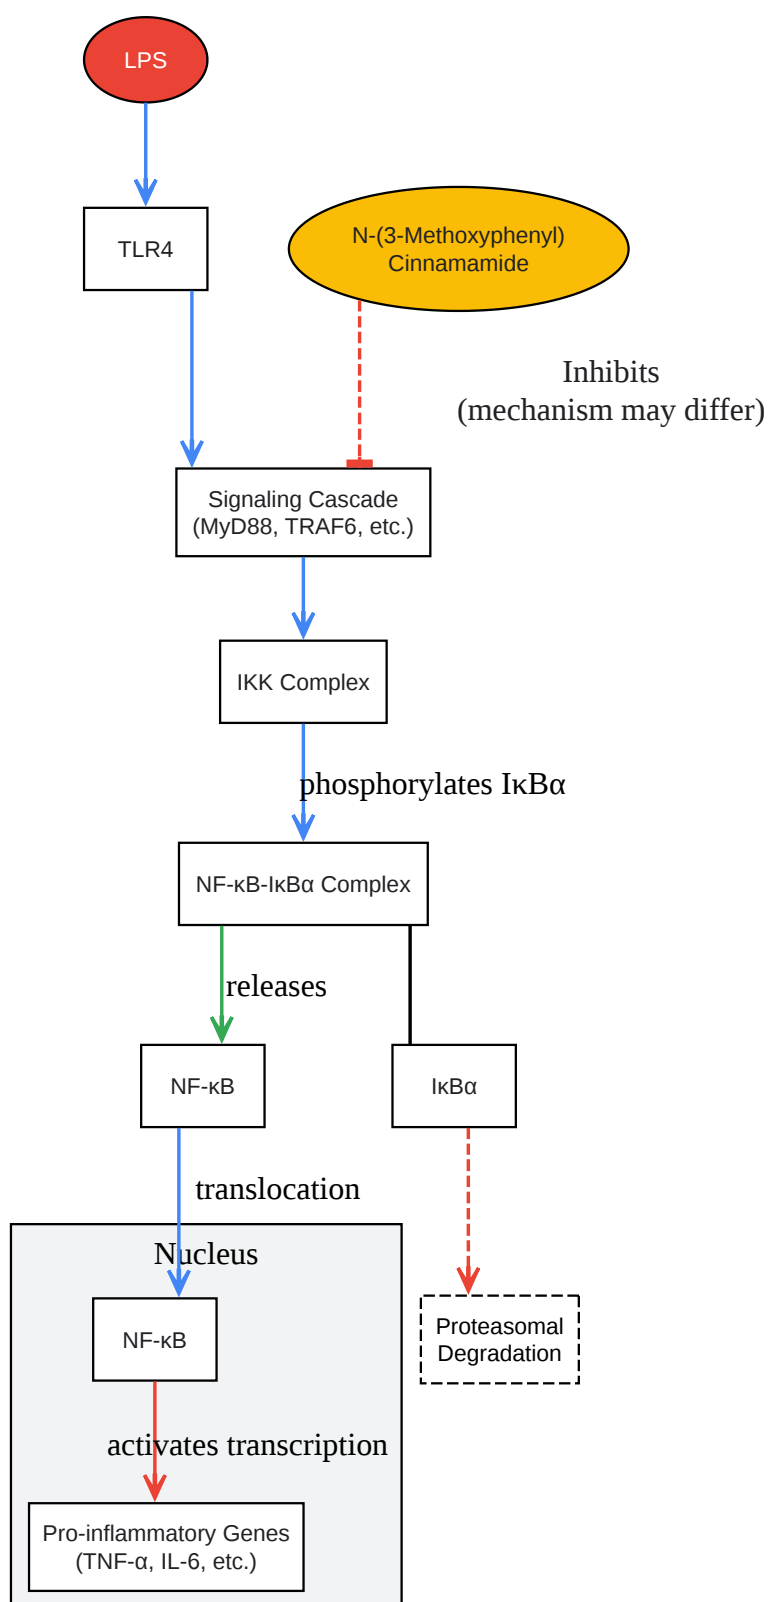 LPS
TLR4
N-(3-Methoxyphenyl)
Cinnamamide
Inhibits
(mechanism may differ)
Signaling Cascade
(MyD88, TRAF6, etc.)
IKK Complex
phosphorylates IκBα
NF-κB-IκBα Complex
releases
NF-κB
IκBα
translocation
Nucleus
NF-κB
Proteasomal
Degradation
activates transcription
Pro-inflammatory Genes
(TNF-α, IL-6, etc.)